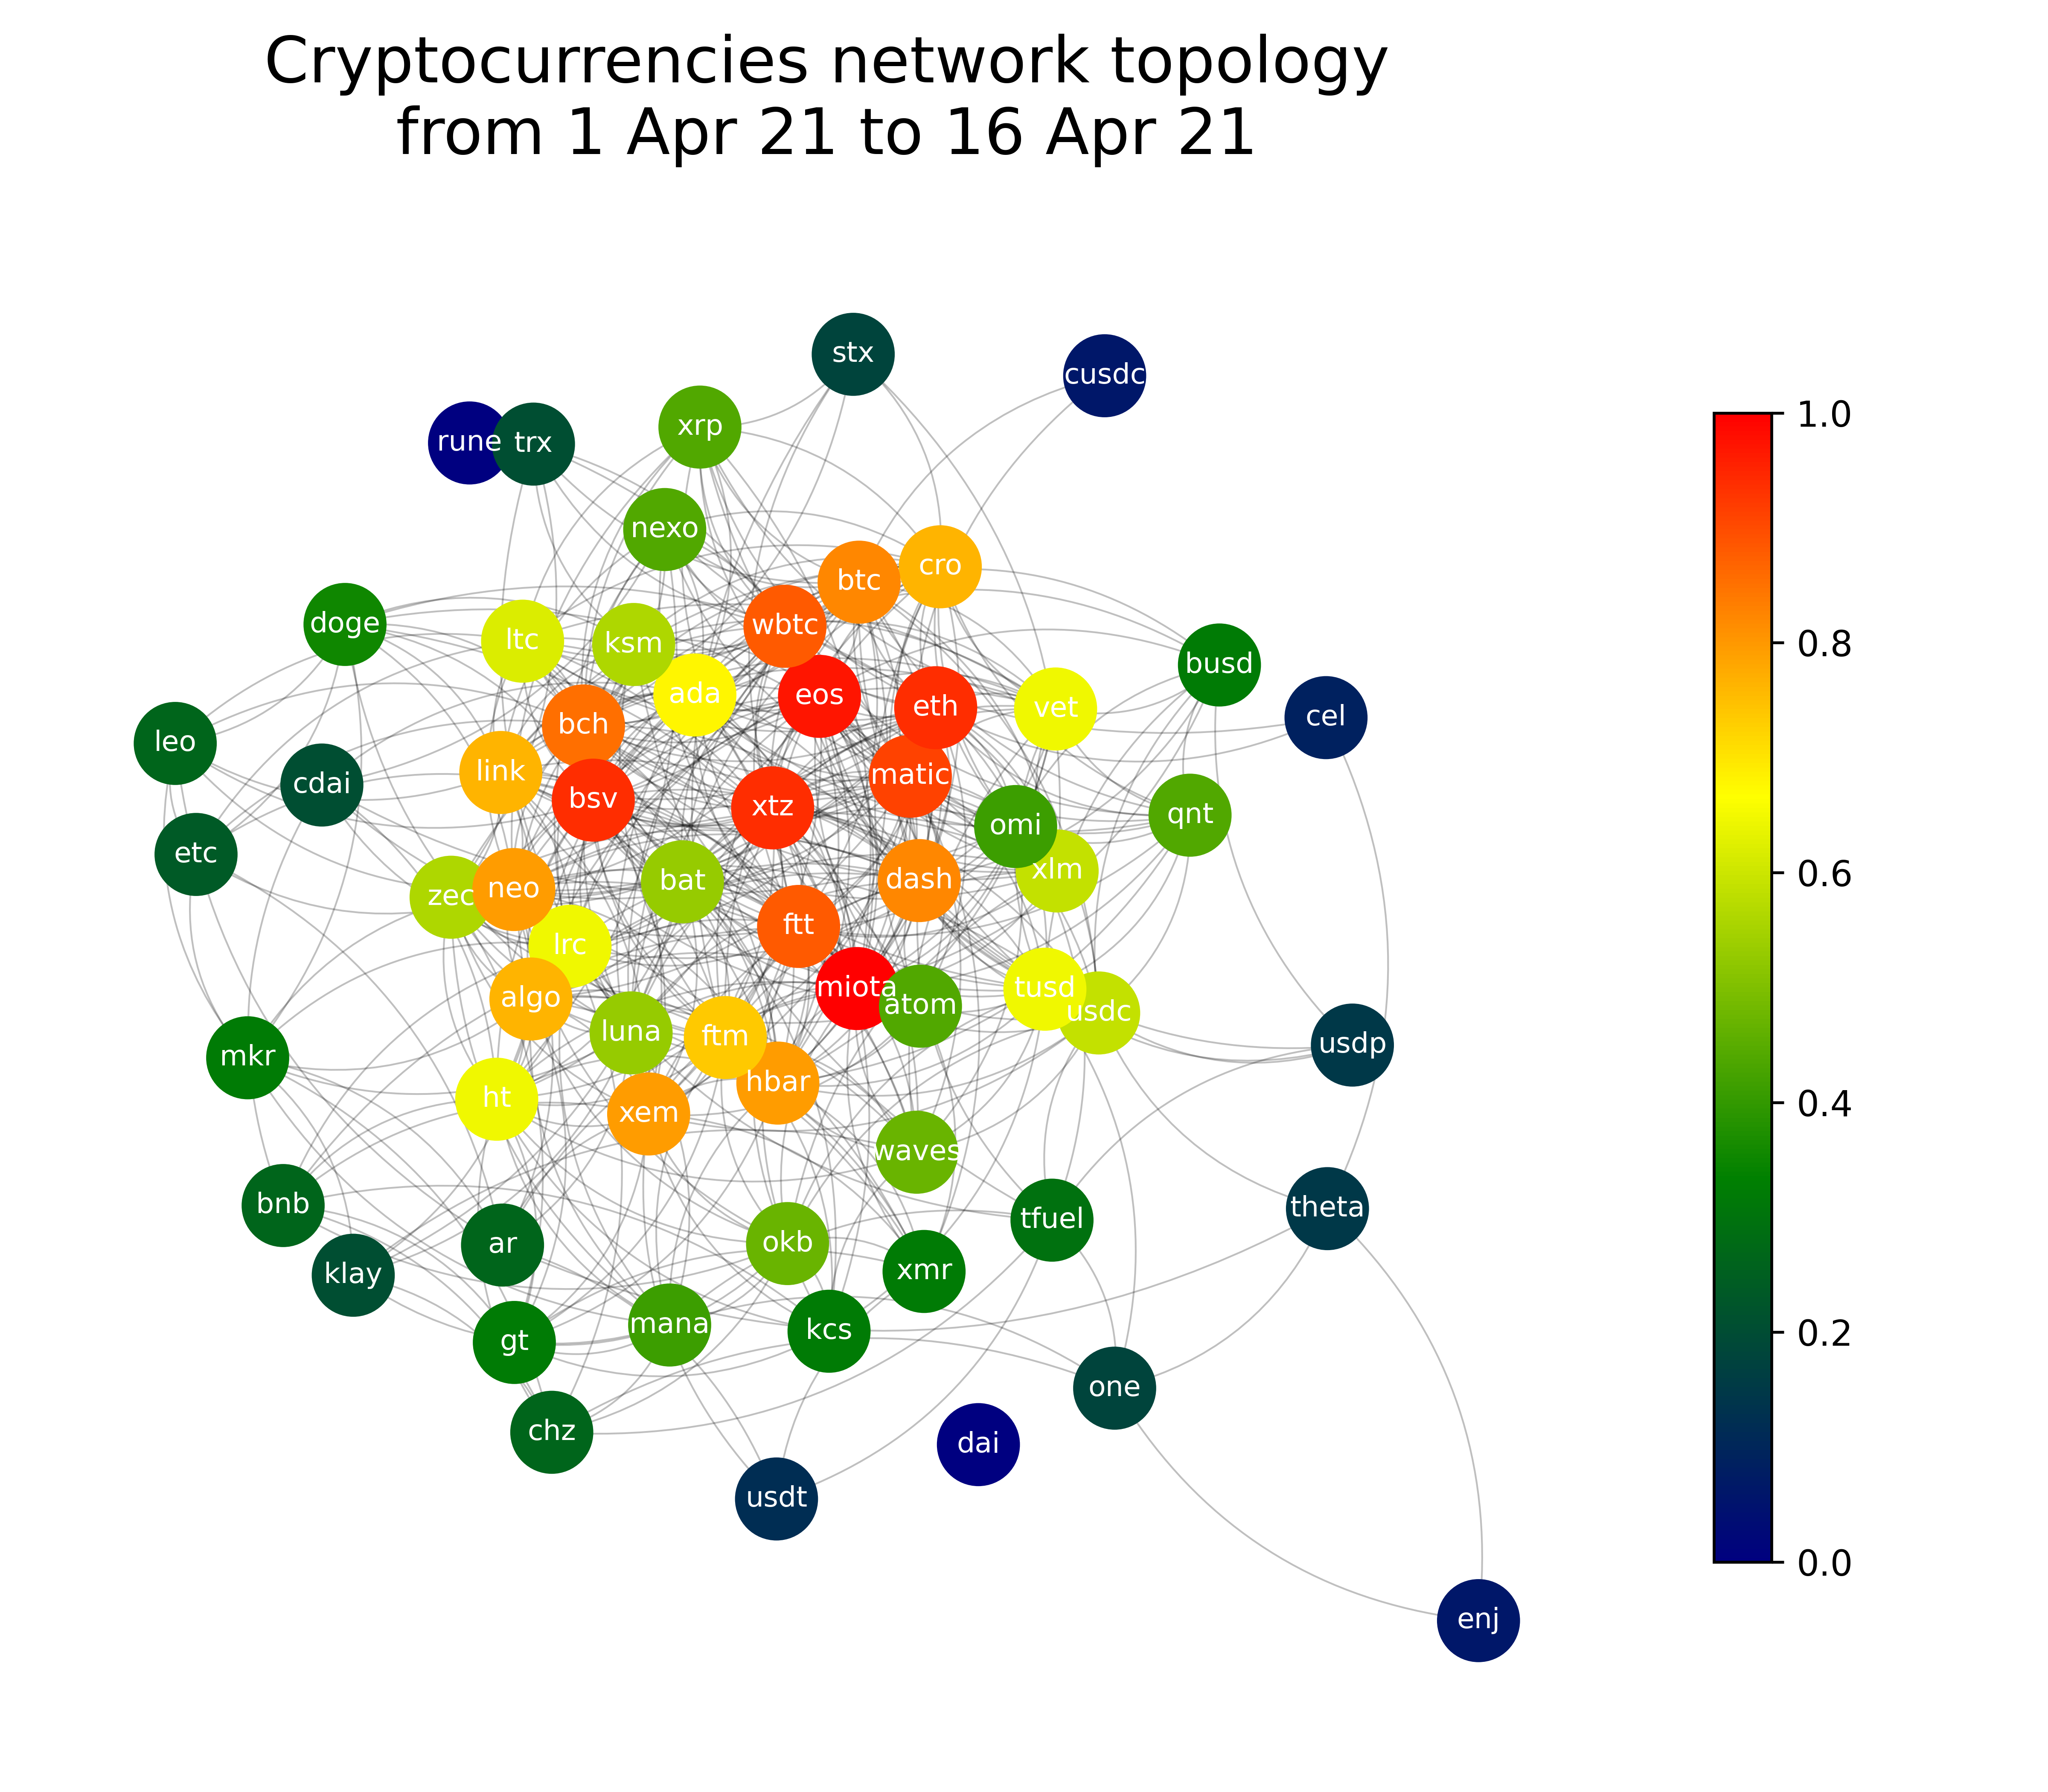 Cryptocurrencies network topology
from 1 Apr 21 to 16 Apr 21
stx
cusdc
xrp
rune
trx
nexo
cro
btc
doge
wbtc
ltc
ksm
busd
ada
eos
eth
vet
cel
bch
leo
link
matic
cdai
bsv
xtz
qnt
omi
etc
xlm
bat
dash
neo
zec
ftt
lrc
miota
tusd
algo
atom
usdc
luna
ftm
usdp
mkr
hbar
ht
xem
waves
bnb
theta
tfuel
ar
okb
xmr
klay
mana
kcs
gt
one
chz
dai
usdt
enj
1.0
0.8
0.6
0.4
0.2
0.0